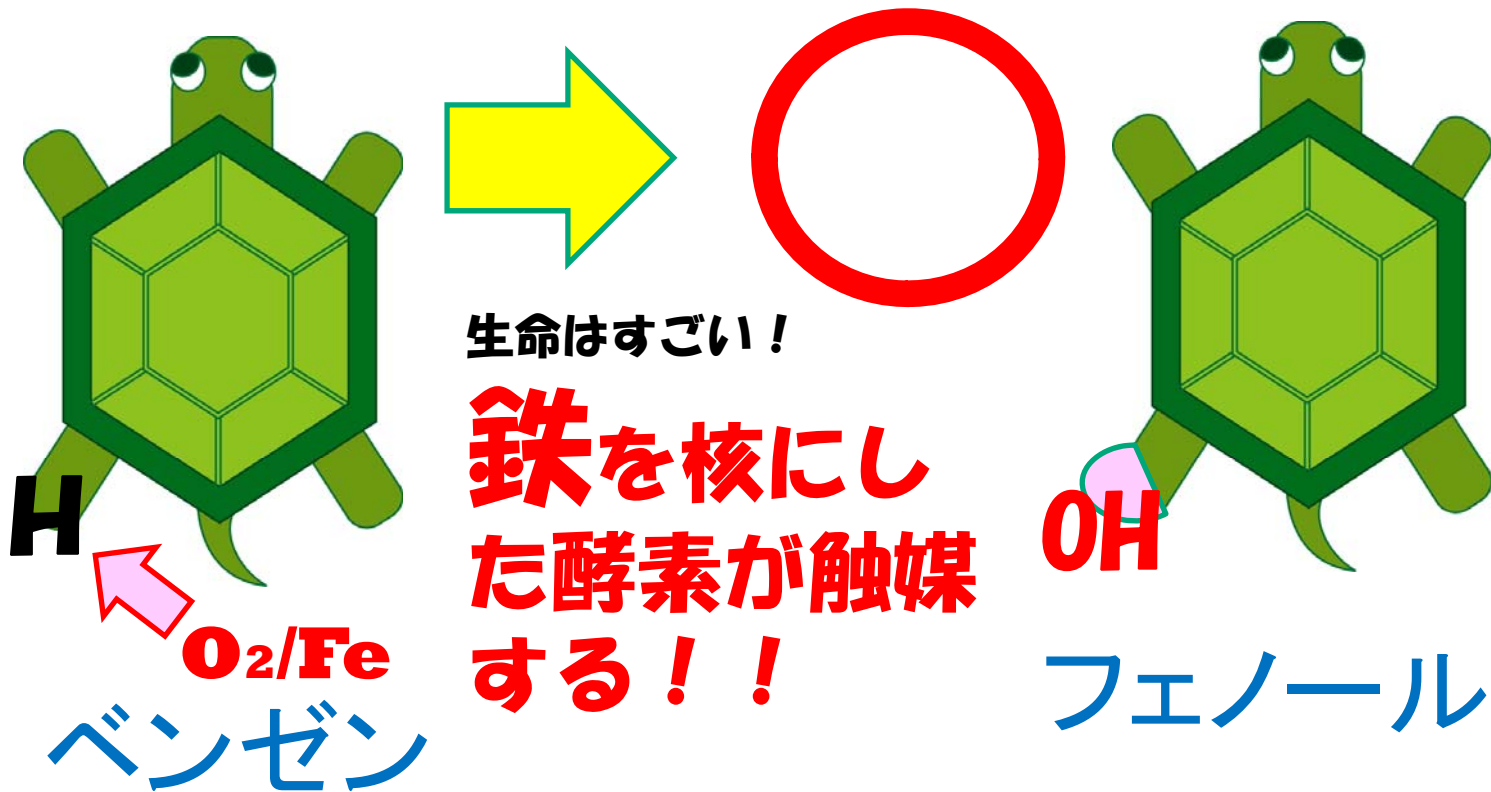 H
O2/Fe
ベンゼン
生命はすごい！
鉄を核にし
た酵素が触媒
する！！
OH
フェノール